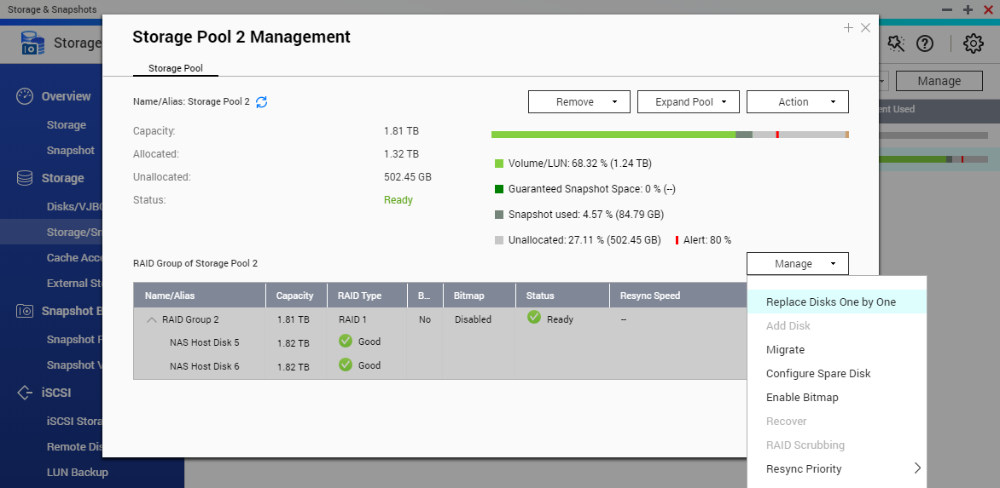 Storage & Snapshots
Storage
Manage
ent Used
Overview
Storage
Snapshot
Storage
Disks/VJB
Storage/Sn
Cache Acce
External St
Snapshot B
Snapshot R
Snapshot V
iSCSI
iSCSI Stora
Remote Dis
LUN Backup
Storage Pool 2 Management
Storage Pool
Name/Alias: Storage Pool 2
Remove
Expand Pool
Action
Capacity: 1.81 TB
Allocated: 1.32 TB
Unallocated: 502.45 GB
Status: Ready
Volume/LUN: 68.32 % (1.24 TB)
Guaranteed Snapshot Space: 0 % (--)
Snapshot used: 4.57 % (84.79 GB)
Unallocated: 27.11 % (502.45 GB) Alert: 80 %
RAID Group of Storage Pool 2
Manage
Name/Alias Capacity RAID Type B... Bitmap Status Resync Speed
RAID Group 2 1.81 TB RAID 1 No Disabled Ready --
NAS Host Disk 5 1.82 TB Good
NAS Host Disk 6 1.82 TB Good
Replace Disks One by One
Add Disk
Migrate
Configure Spare Disk
Enable Bitmap
Recover
RAID Scrubbing
Resync Priority